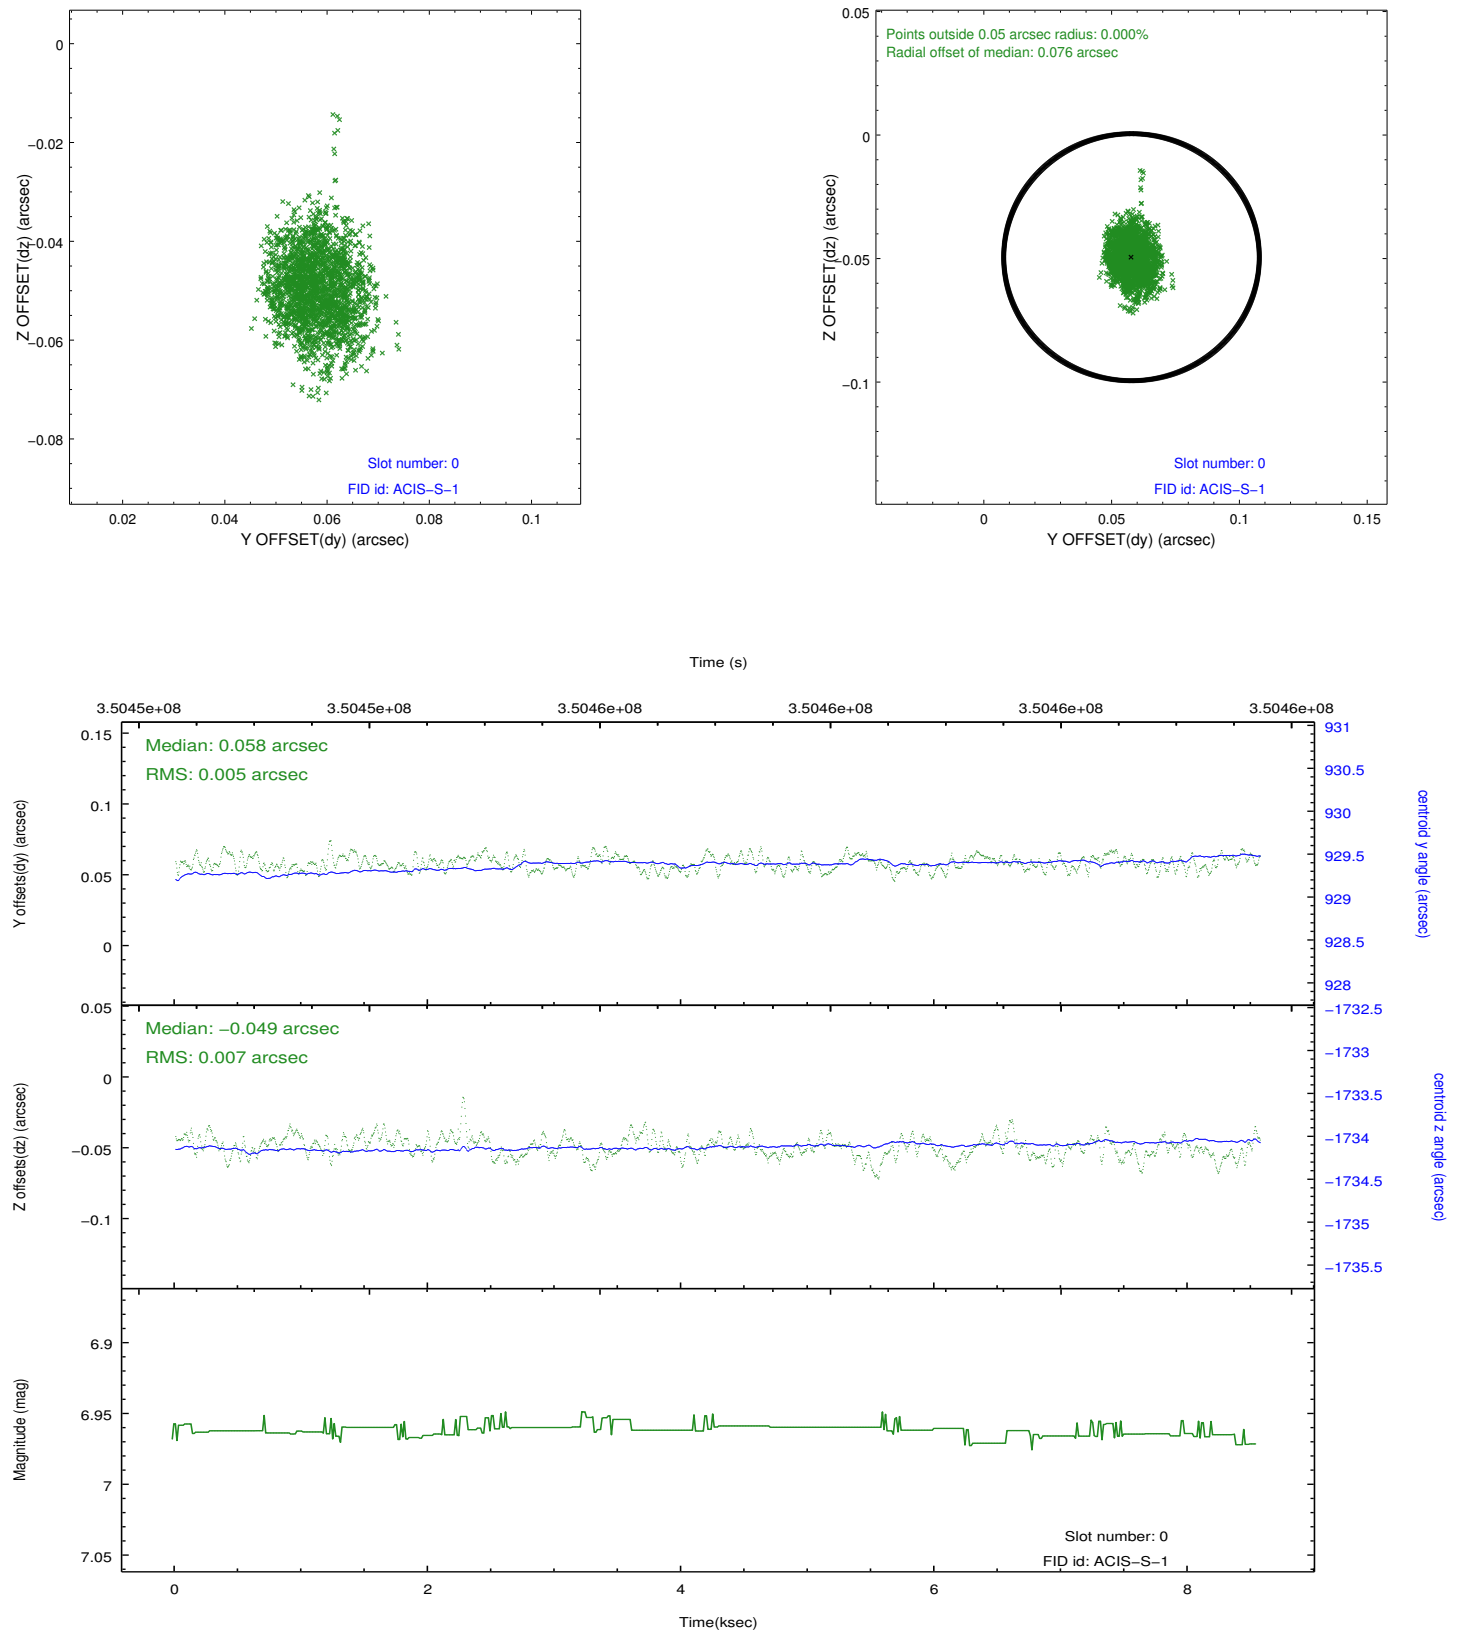 0
−0.02
−0.04
−0.06
−0.08
Z OFFSET(dz) (arcsec)
Slot number: 0
FID id: ACIS−S−1
0.02 0.04 0.06 0.08 0.1
Y OFFSET(dy) (arcsec)
0.05
0
−0.05
−0.1
Z OFFSET(dz) (arcsec)
Points outside 0.05 arcsec radius: 0.000%
Radial offset of median: 0.076 arcsec
Slot number: 0
FID id: ACIS−S−1
0 0.05 0.1 0.15
Y OFFSET(dy) (arcsec)
Time (s)
3.5045e+08 3.5045e+08 3.5046e+08 3.5046e+08 3.5046e+08 3.5046e+08
0.15
0.1
0.05
0
Y offsets(dy) (arcsec)
Median: 0.058 arcsec
RMS: 0.005 arcsec
931
930.5
930
929.5
929
928.5
928
centroid y angle (arcsec)
0.05
0
−0.05
−0.1
Z offsets(dz) (arcsec)
Median: −0.049 arcsec
RMS: 0.007 arcsec
−1732.5
−1733
−1733.5
−1734
−1734.5
−1735
−1735.5
centroid z angle (arcsec)
6.9
6.95
7
7.05
Magnitude (mag)
Slot number: 0
FID id: ACIS−S−1
0 2 4 6 8
Time(ksec)